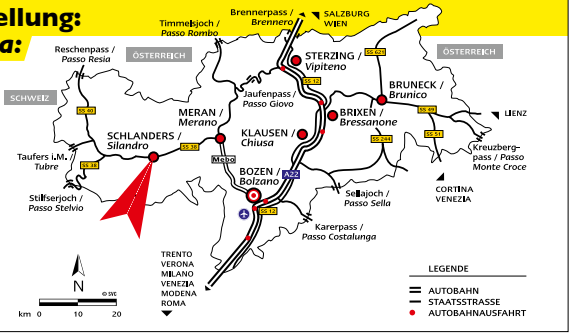 ellung:
a:
Brennerpass /
Brennero
SALZBURG
WIEN
Timmelsjoch /
Passo Rombo
Reschenpass /
Passo Resia
ÖSTERREICH
STERZING /
Vipiteno
SS 621
ÖSTERREICH
SS 12
SCHWEIZ
Jaufenpass /
Passo Giovo
BRUNECK /
Brunico
SS 40
MERAN /
Merano
BRIXEN /
Bressanone
SS 49
LIENZ
SCHLANDERS /
Silandro
KLAUSEN /
Chiusa
SS 51
Taufers i.M. /
Tubre
SS 38
SS 38
Mebo
SS 244
Kreuzberg-
pass / Passo
Monte Croce
BOZEN /
Bolzano
A22
Stilfserjoch /
Passo Stelvio
Sellajoch /
Passo Sella
CORTINA
VENEZIA
SS 12
Karerpass /
Passo Costalunga
TRENTO
VERONA
MILANO
VENEZIA
MODENA
ROMA
N
© SVG
km 0 10 20
LEGENDE
AUTOBAHN
STAATSSTRASSE
AUTOBAHNAUSFAHRT